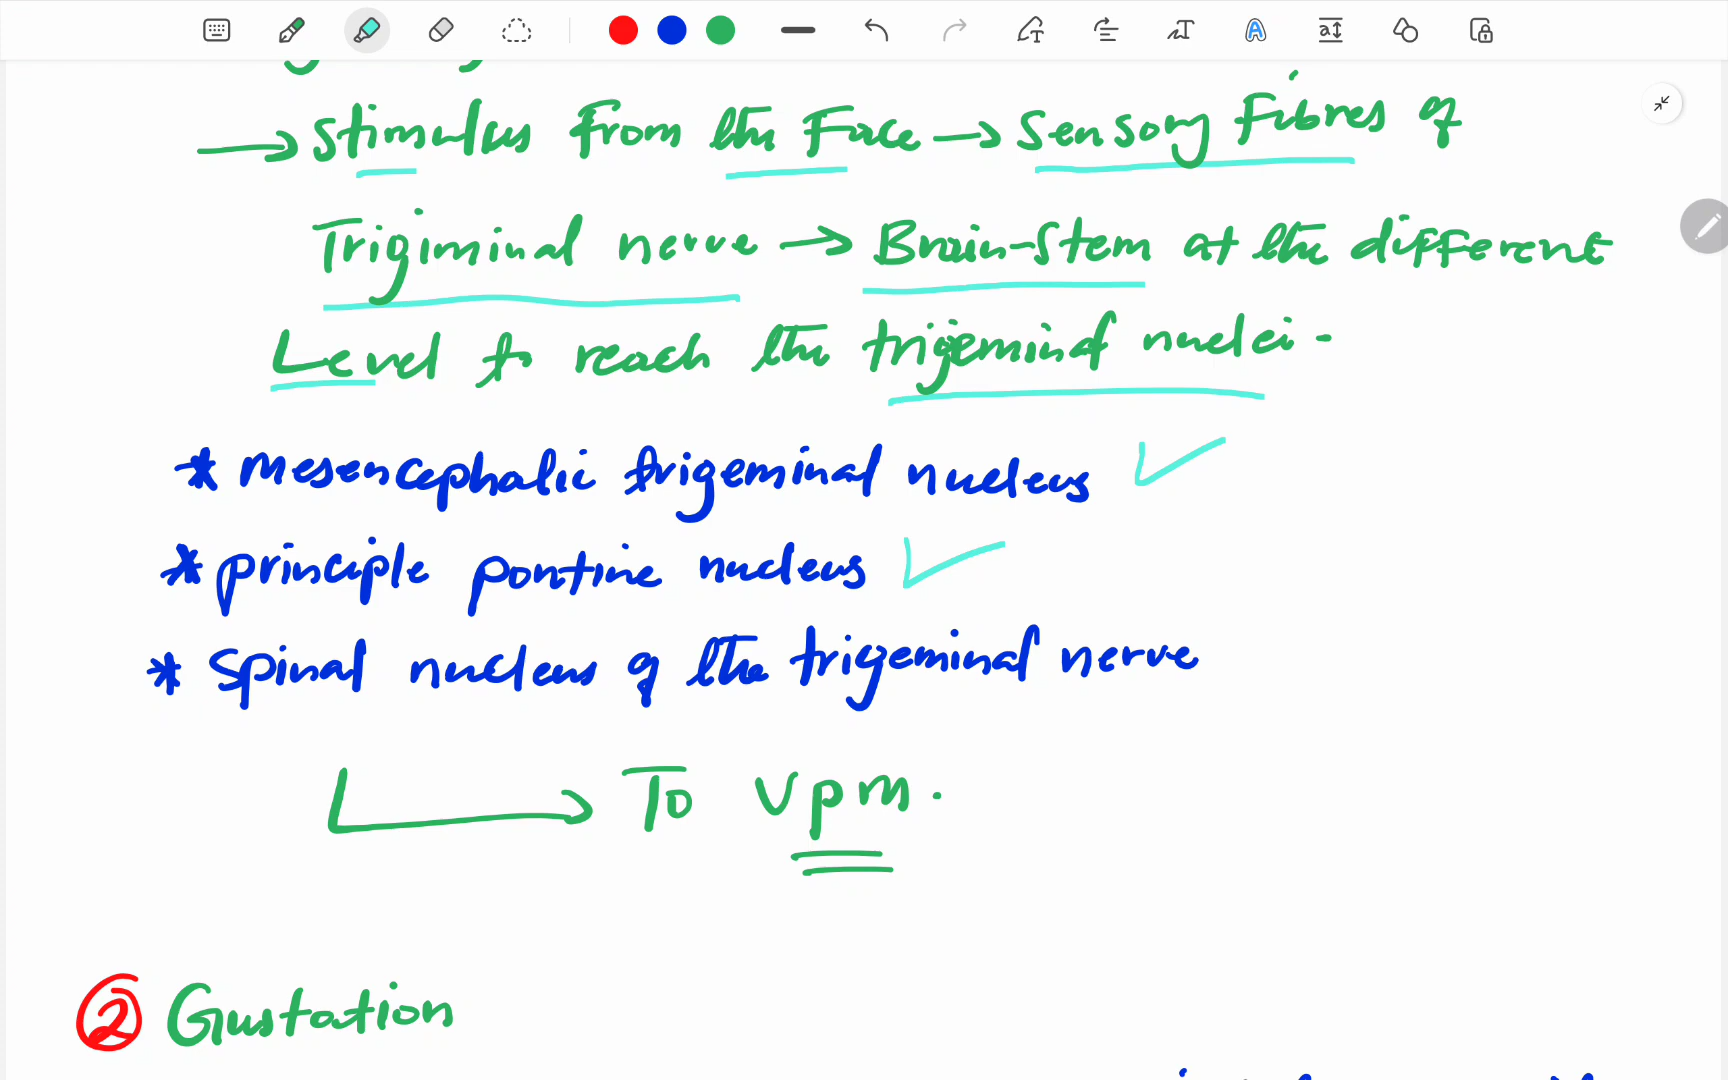 → Stimulus from the Face → Sensory Fibres of
Trigiminal nerve → Brain-Stem at the different
Level to reach the trigeminal nuclei.
* Mesencephalic trigeminal nucleus ✓
* principle pontine nucleus ✓
* Spinal nucleus of the trigeminal nerve
→ To Vpm.
② Gustation